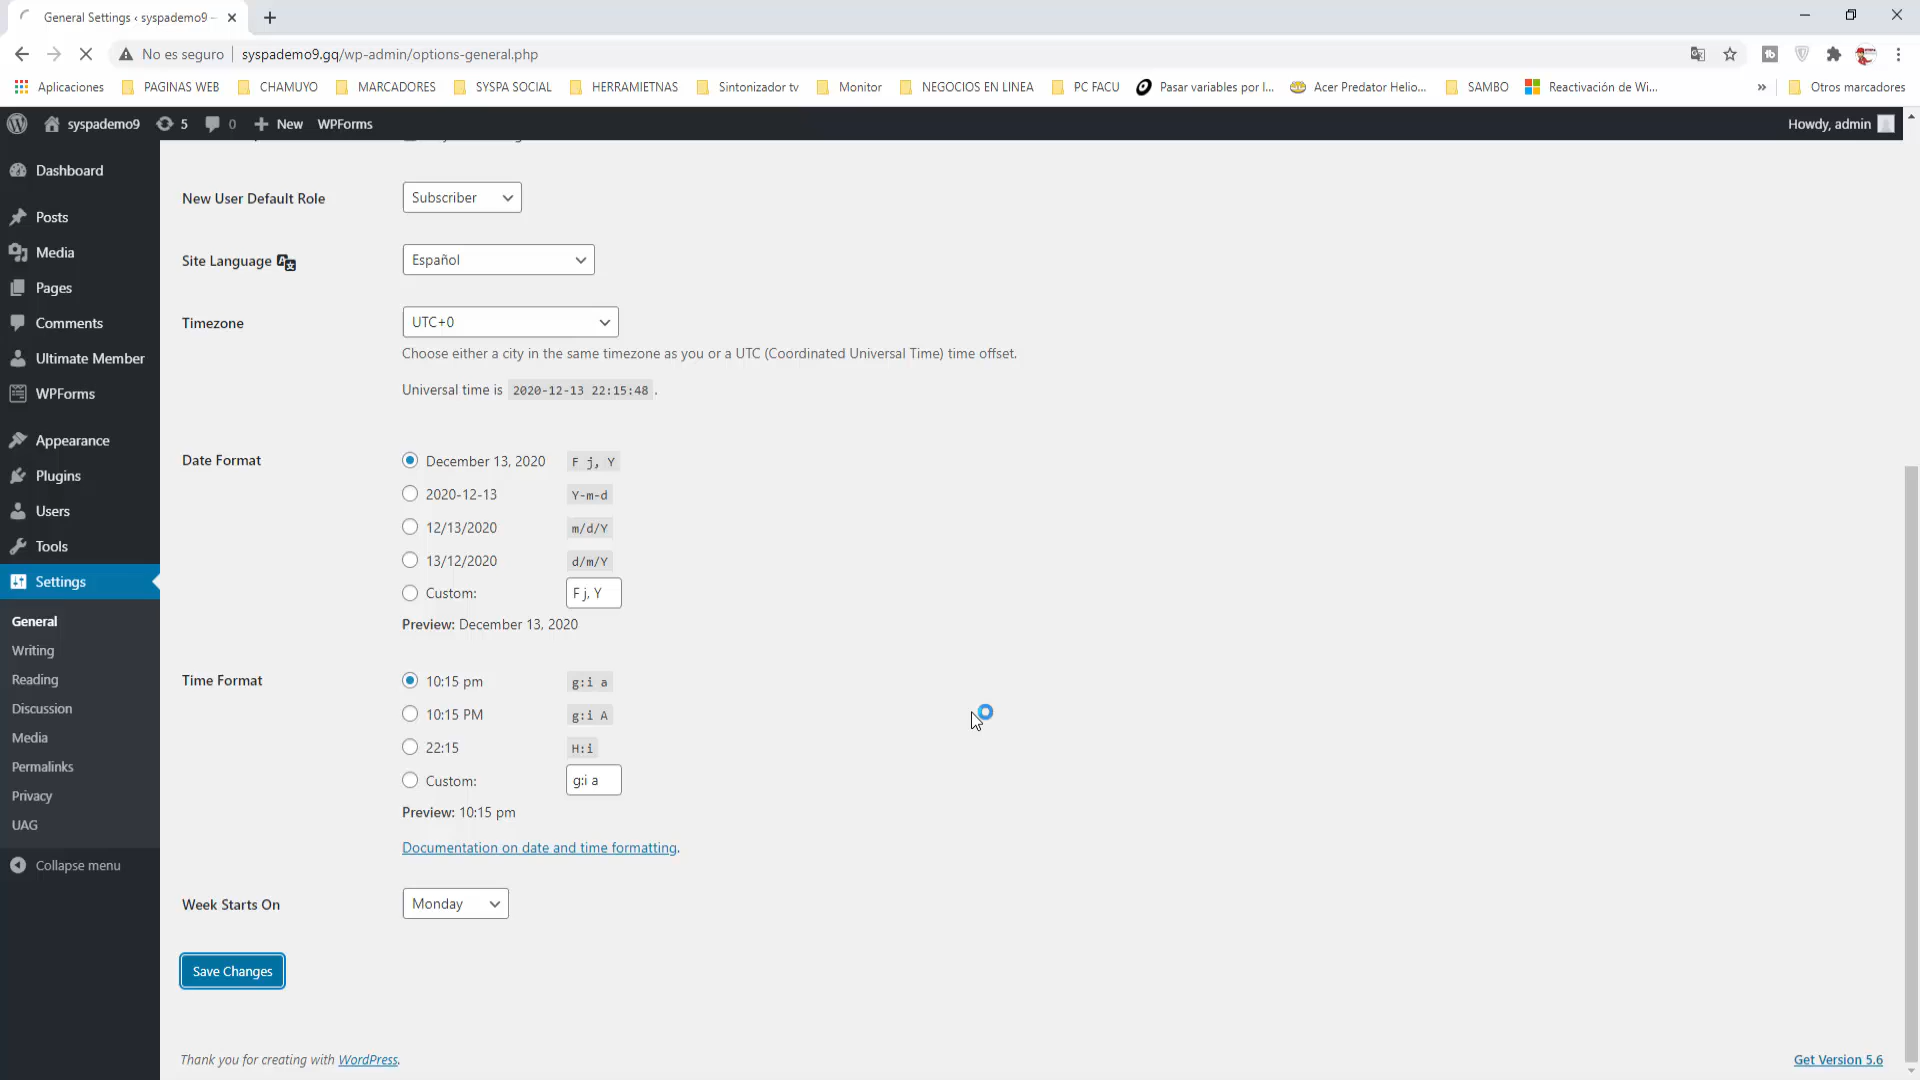 General Settings ‹ syspademo9 –
No es seguro
syspademo9.gq/wp-admin/options-general.php
Aplicaciones
PAGINAS WEB
CHAMUYO
MARCADORES
SYSPA SOCIAL
HERRAMIETNAS
Sintonizador tv
Monitor
NEGOCIOS EN LINEA
PC FACU
Pasar variables por l...
Acer Predator Helio...
SAMBO
Reactivación de Wi...
»
Otros marcadores
syspademo9
5
0
New
WPForms
Howdy, admin
Dashboard
Posts
Media
Pages
Comments
Ultimate Member
WPForms
Appearance
Plugins
Users
Tools
Settings
General
Writing
Reading
Discussion
Media
Permalinks
Privacy
UAG
Collapse menu
New User Default Role
Subscriber
Site Language
Español
Timezone
UTC+0
Choose either a city in the same timezone as you or a UTC (Coordinated Universal Time) time offset.
Universal time is 2020-12-13 22:15:48 .
Date Format
December 13, 2020 F j, Y
2020-12-13 Y-m-d
12/13/2020 m/d/Y
13/12/2020 d/m/Y
Custom: F j, Y
Preview: December 13, 2020
Time Format
10:15 pm g:i a
10:15 PM g:i A
22:15 H:i
Custom: g:i a
Preview: 10:15 pm
Documentation on date and time formatting.
Week Starts On
Monday
Save Changes
Thank you for creating with WordPress.
Get Version 5.6